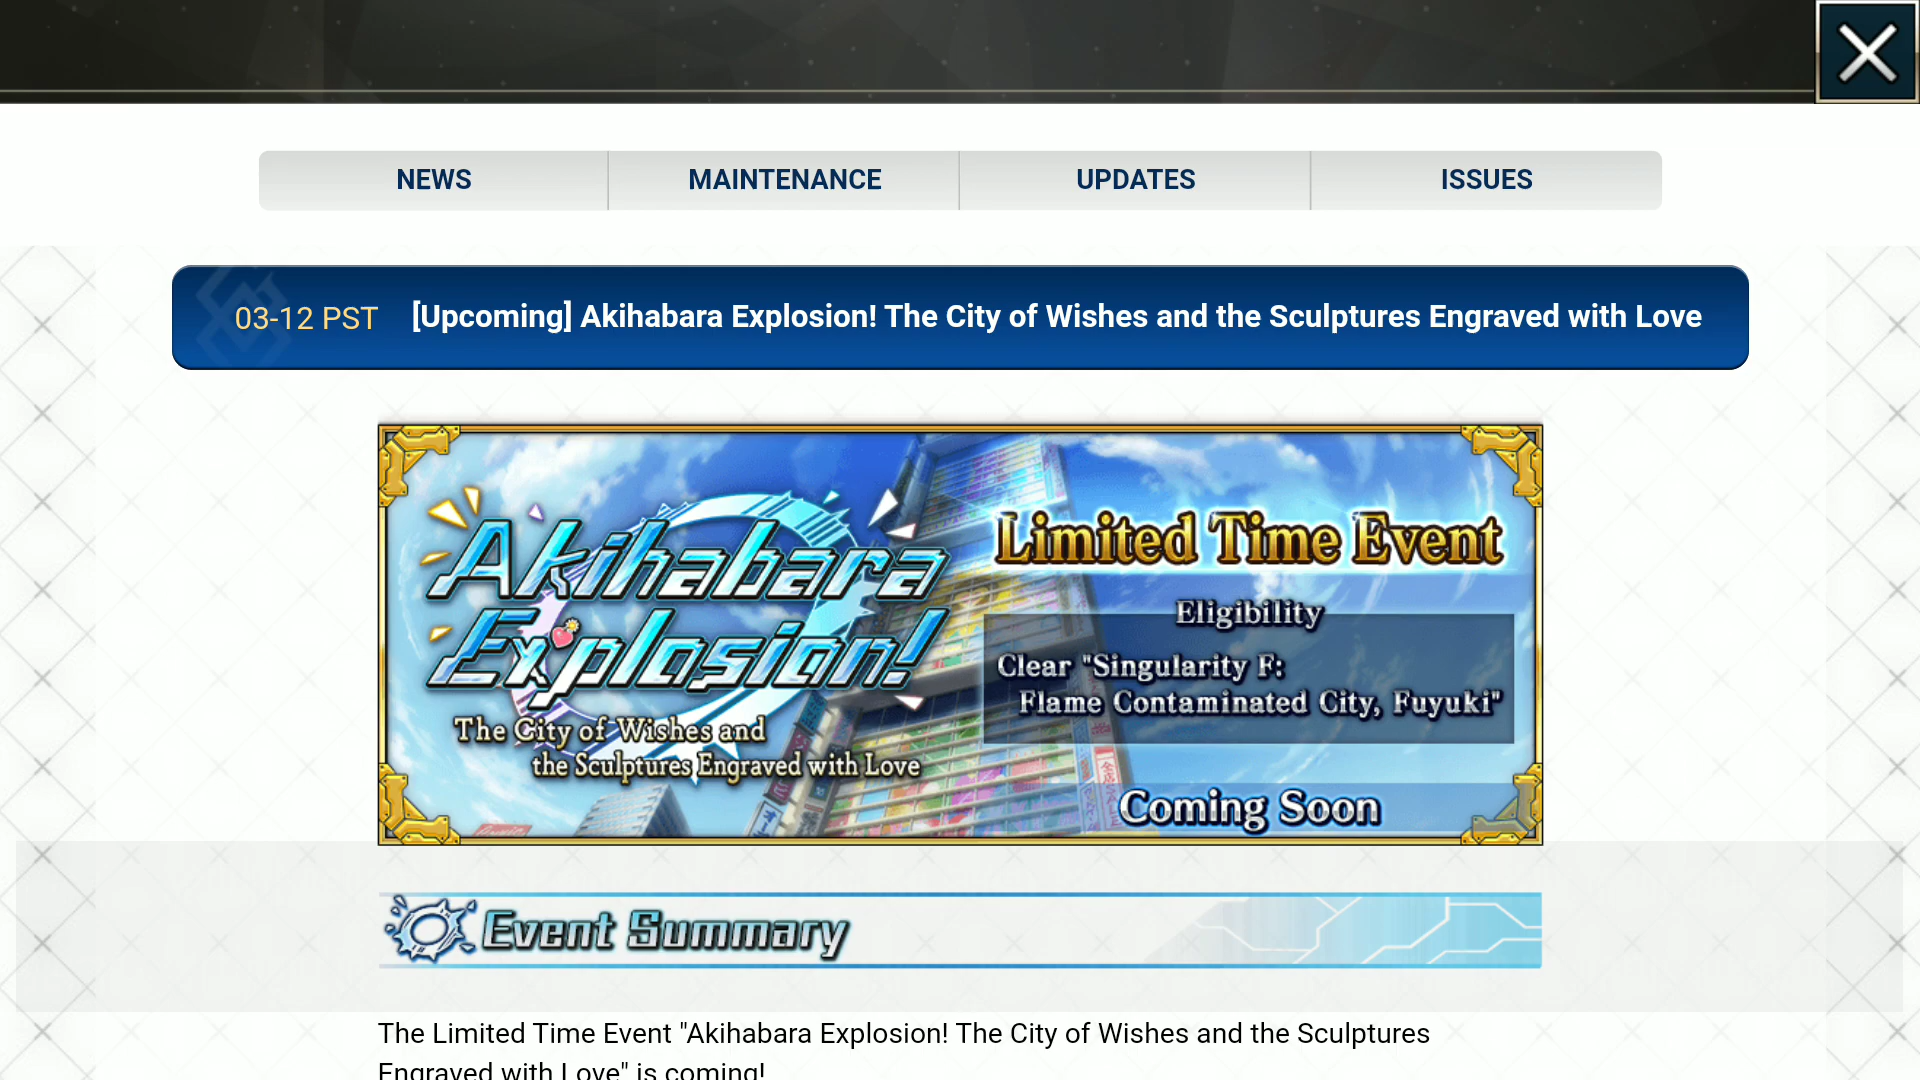 NEWS
MAINTENANCE
UPDATES
ISSUES
03-12 PST
[Upcoming] Akihabara Explosion! The City of Wishes and the Sculptures Engraved with Love
Akihabara
Explosion!
The City of Wishes and
the Sculptures Engraved with Love
Limited Time Event
Eligibility
Clear "Singularity F:
Flame Contaminated City, Fuyuki"
Coming Soon
Event Summary
The Limited Time Event "Akihabara Explosion! The City of Wishes and the Sculptures
Engraved with Love" is coming!